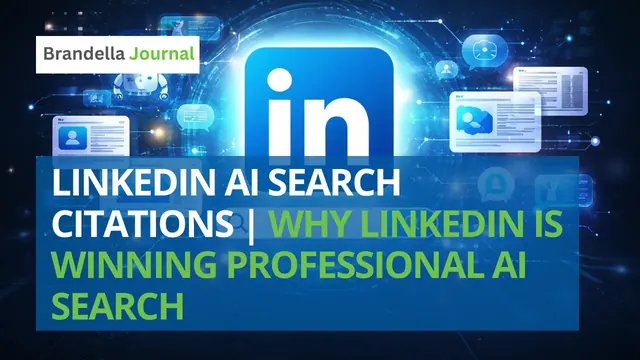 Brandella Journal
in
LINKEDIN AI SEARCH
CITATIONS | WHY LINKEDIN IS
WINNING PROFESSIONAL AI
SEARCH